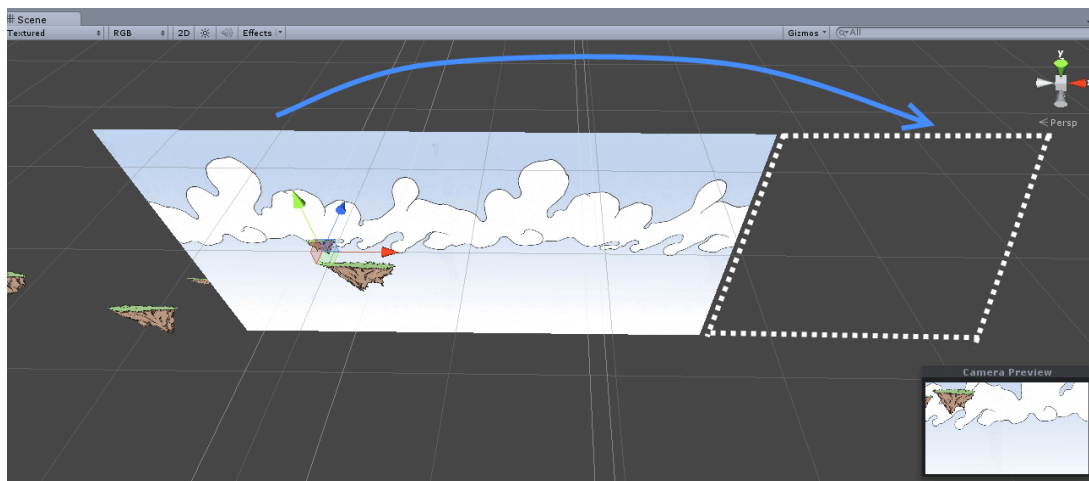 Scene
Textured RGB 2D Effects Gizmos All
y
Persp
Camera Preview